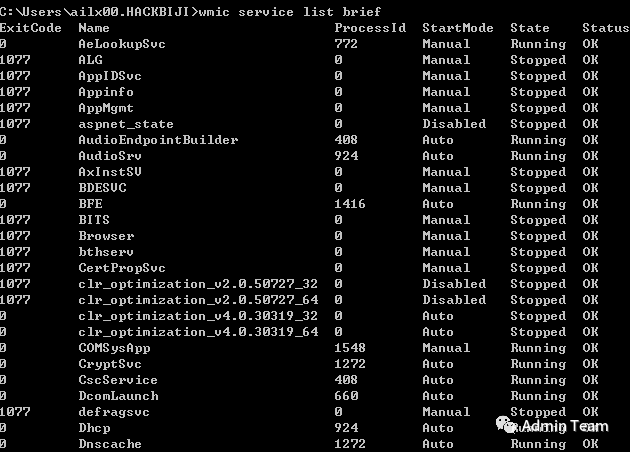 C:\Users\ailx00.HACKBIJI>wmic service list brief
ExitCode Name ProcessId StartMode State Status
0 AeLookupSvc 772 Manual Running OK
1077 ALG 0 Manual Stopped OK
1077 AppIDSvc 0 Manual Stopped OK
1077 Appinfo 0 Manual Stopped OK
1077 AppMgmt 0 Manual Stopped OK
1077 aspnet_state 0 Disabled Stopped OK
0 AudioEndpointBuilder 408 Auto Running OK
0 AudioSrv 924 Auto Running OK
1077 AxInstSV 0 Manual Stopped OK
1077 BDESVC 0 Manual Stopped OK
0 BFE 1416 Auto Running OK
1077 BITS 0 Manual Stopped OK
1077 Browser 0 Manual Stopped OK
1077 bthserv 0 Manual Stopped OK
1077 CertPropSvc 0 Manual Stopped OK
1077 clr_optimization_v2.0.50727_32 0 Disabled Stopped OK
1077 clr_optimization_v2.0.50727_64 0 Disabled Stopped OK
0 clr_optimization_v4.0.30319_32 0 Auto Stopped OK
0 clr_optimization_v4.0.30319_64 0 Auto Stopped OK
0 COMSysApp 1548 Manual Running OK
0 CryptSvc 1272 Auto Running OK
0 CscService 408 Auto Running OK
0 DcomLaunch 660 Auto Running OK
1077 defragsvc 0 Manual Stopped OK
0 Dhcp 924 Auto Running OK
Admin Team
0 Dnscache 1272 Auto Running OK